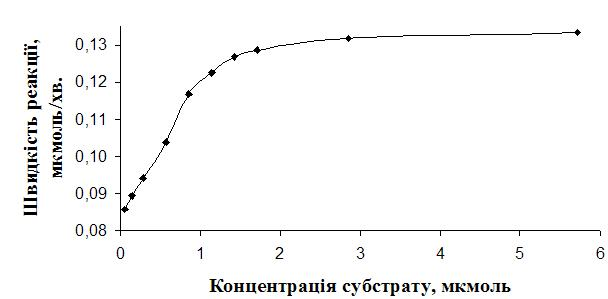 Швидкість реакції,
мкмоль/хв.
0,13
0,12
0,11
0,10
0,09
0,08
0 1 2 3 4 5 6
Концентрація субстрату, мкмоль